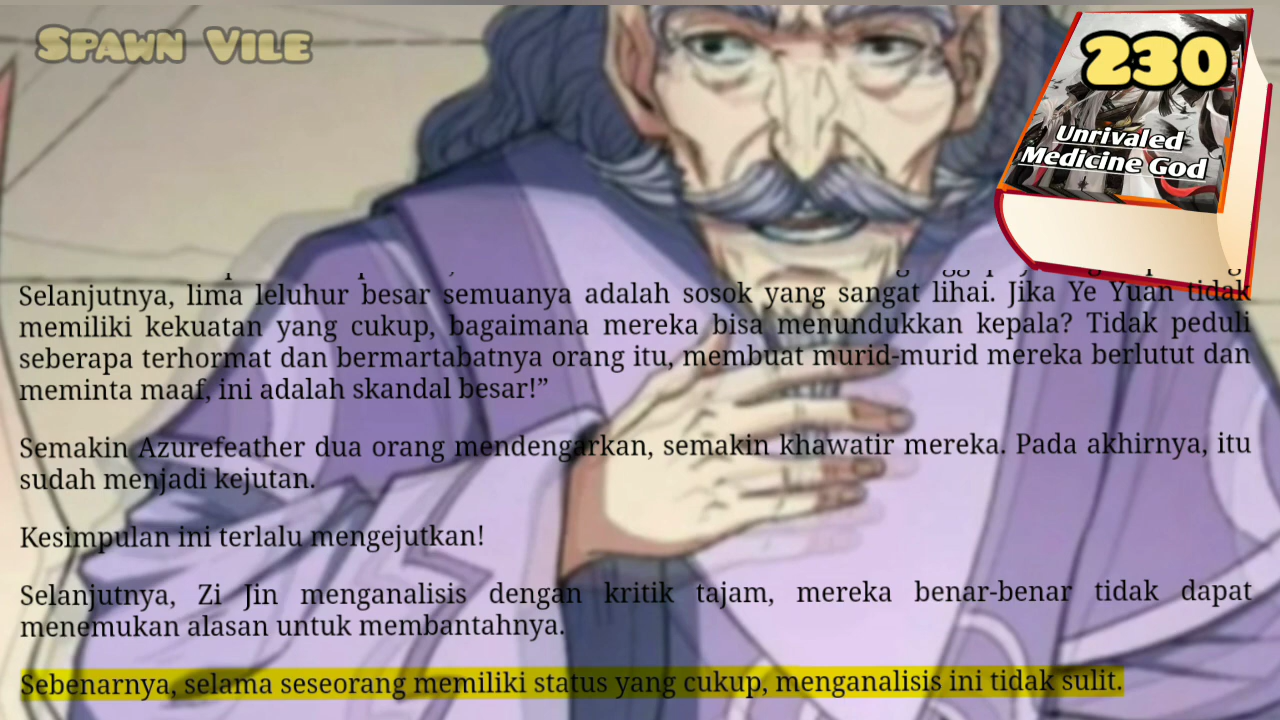 Spawn Vile
230
Unrivaled
Medicine God
Selanjutnya, lima leluhur besar semuanya adalah sosok yang sangat lihai. Jika Ye Yuan tidak
memiliki kekuatan yang cukup, bagaimana mereka bisa menundukkan kepala? Tidak peduli
seberapa terhormat dan bermartabatnya orang itu, membuat murid-murid mereka berlutut dan
meminta maaf, ini adalah skandal besar!”
Semakin Azurefeather dua orang mendengarkan, semakin khawatir mereka. Pada akhirnya, itu
sudah menjadi kejutan.
Kesimpulan ini terlalu mengejutkan!
Selanjutnya, Zi Jin menganalisis dengan kritik tajam, mereka benar-benar tidak dapat
menemukan alasan untuk membantahnya.
Sebenarnya, selama seseorang memiliki status yang cukup, menganalisis ini tidak sulit.